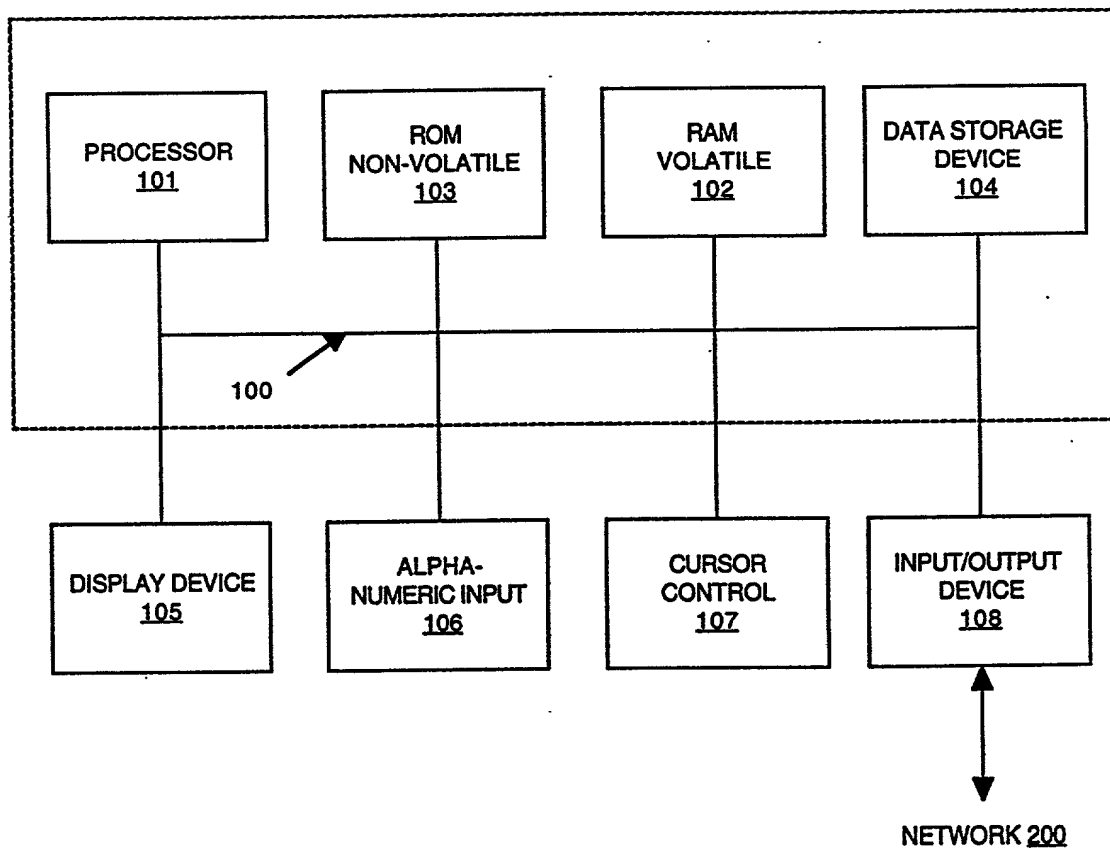 PROCESSOR
101
ROM
NON-VOLATILE
103
RAM
VOLATILE
102
DATA STORAGE
DEVICE
104
100
DISPLAY DEVICE
105
ALPHA-
NUMERIC INPUT
106
CURSOR
CONTROL
107
INPUT/OUTPUT
DEVICE
108
NETWORK 200